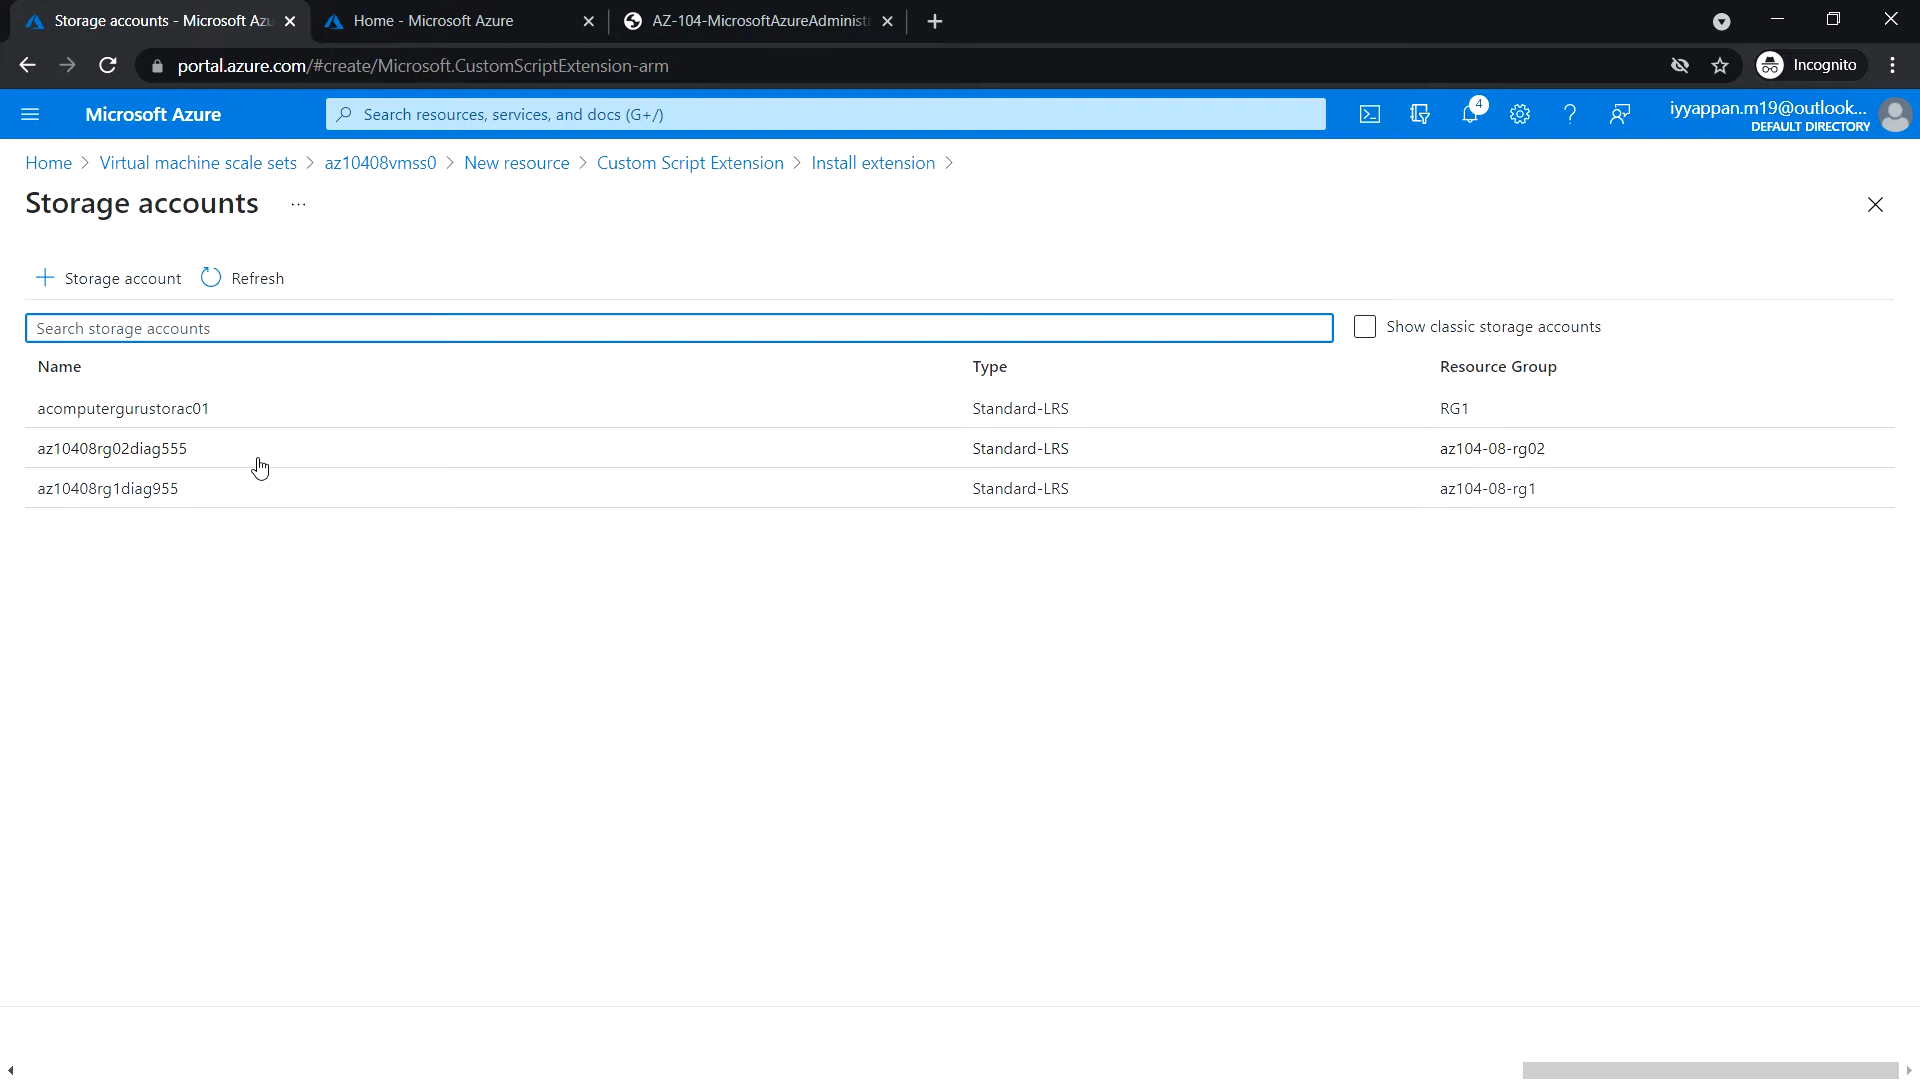 Storage accounts - Microsoft Azu
Home - Microsoft Azure
AZ-104-MicrosoftAzureAdminist
portal.azure.com/#create/Microsoft.CustomScriptExtension-arm
Incognito
Microsoft Azure
Search resources, services, and docs (G+/)
4
iyyappan.m19@outlook...
DEFAULT DIRECTORY
Home > Virtual machine scale sets > az10408vmss0 > New resource > Custom Script Extension > Install extension >
Storage accounts ...
+ Storage account Refresh
Search storage accounts
Show classic storage accounts
Name Type Resource Group
acomputergurustorac01 Standard-LRS RG1
az10408rg02diag555 Standard-LRS az104-08-rg02
az10408rg1diag955 Standard-LRS az104-08-rg1